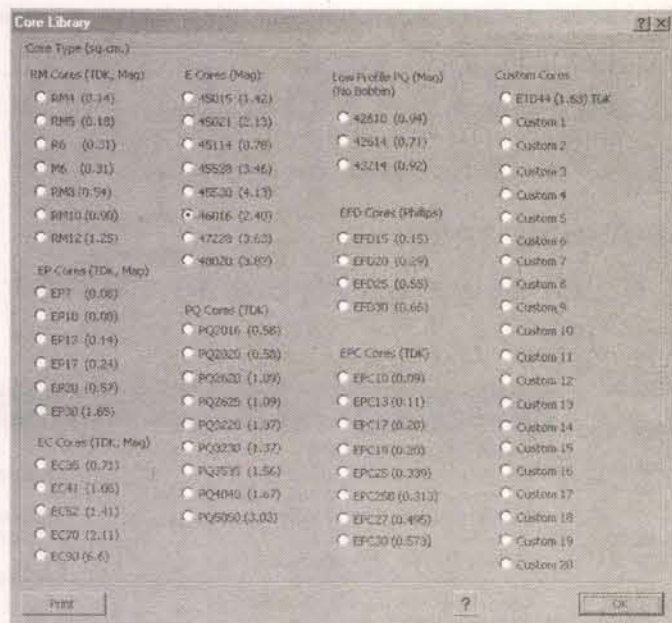 Core Library
Core Type (sq-cm.)
RM Cores (TDK, Mag)
RM4 (0.14)
RM5 (0.18)
R6 (0.31)
M6 (0.31)
RM8 (0.54)
RM10 (0.90)
RM12 (1.25)
EP Cores (TDK, Mag)
EP7 (0.08)
EP10 (0.08)
EP13 (0.14)
EP17 (0.24)
EP20 (0.57)
EP30 (1.65)
EC Cores (TDK, Mag)
EC35 (0.71)
EC41 (1.06)
EC52 (1.41)
EC70 (2.11)
EC90 (6.6)
E Cores (Mag)
45015 (1.42)
45021 (2.13)
45114 (0.78)
45528 (3.46)
45530 (4.13)
46016 (2.40)
47228 (3.63)
48020 (3.87)
PQ Cores (TDK)
PQ2016 (0.58)
PQ2020 (0.58)
PQ2620 (1.09)
PQ2625 (1.09)
PQ3220 (1.37)
PQ3230 (1.37)
PQ3535 (1.56)
PQ4040 (1.67)
PQ5050 (3.03)
Low Profile PQ (Mag)
(No Bobbin)
42610 (0.94)
42614 (0.71)
43214 (0.92)
EFD Cores (Philips)
EFD15 (0.15)
EFD20 (0.29)
EFD25 (0.55)
EFD30 (0.66)
EPC Cores (TDK)
EPC10 (0.09)
EPC13 (0.11)
EPC17 (0.20)
EPC19 (0.20)
EPC25 (0.339)
EPC25B (0.313)
EPC27 (0.495)
EPC30 (0.573)
Custom Cores
ETD44 (1.63) TDK
Custom 1
Custom 2
Custom 3
Custom 4
Custom 5
Custom 6
Custom 7
Custom 8
Custom 9
Custom 10
Custom 11
Custom 12
Custom 13
Custom 14
Custom 15
Custom 16
Custom 17
Custom 18
Custom 19
Custom 20
Print
?
OK